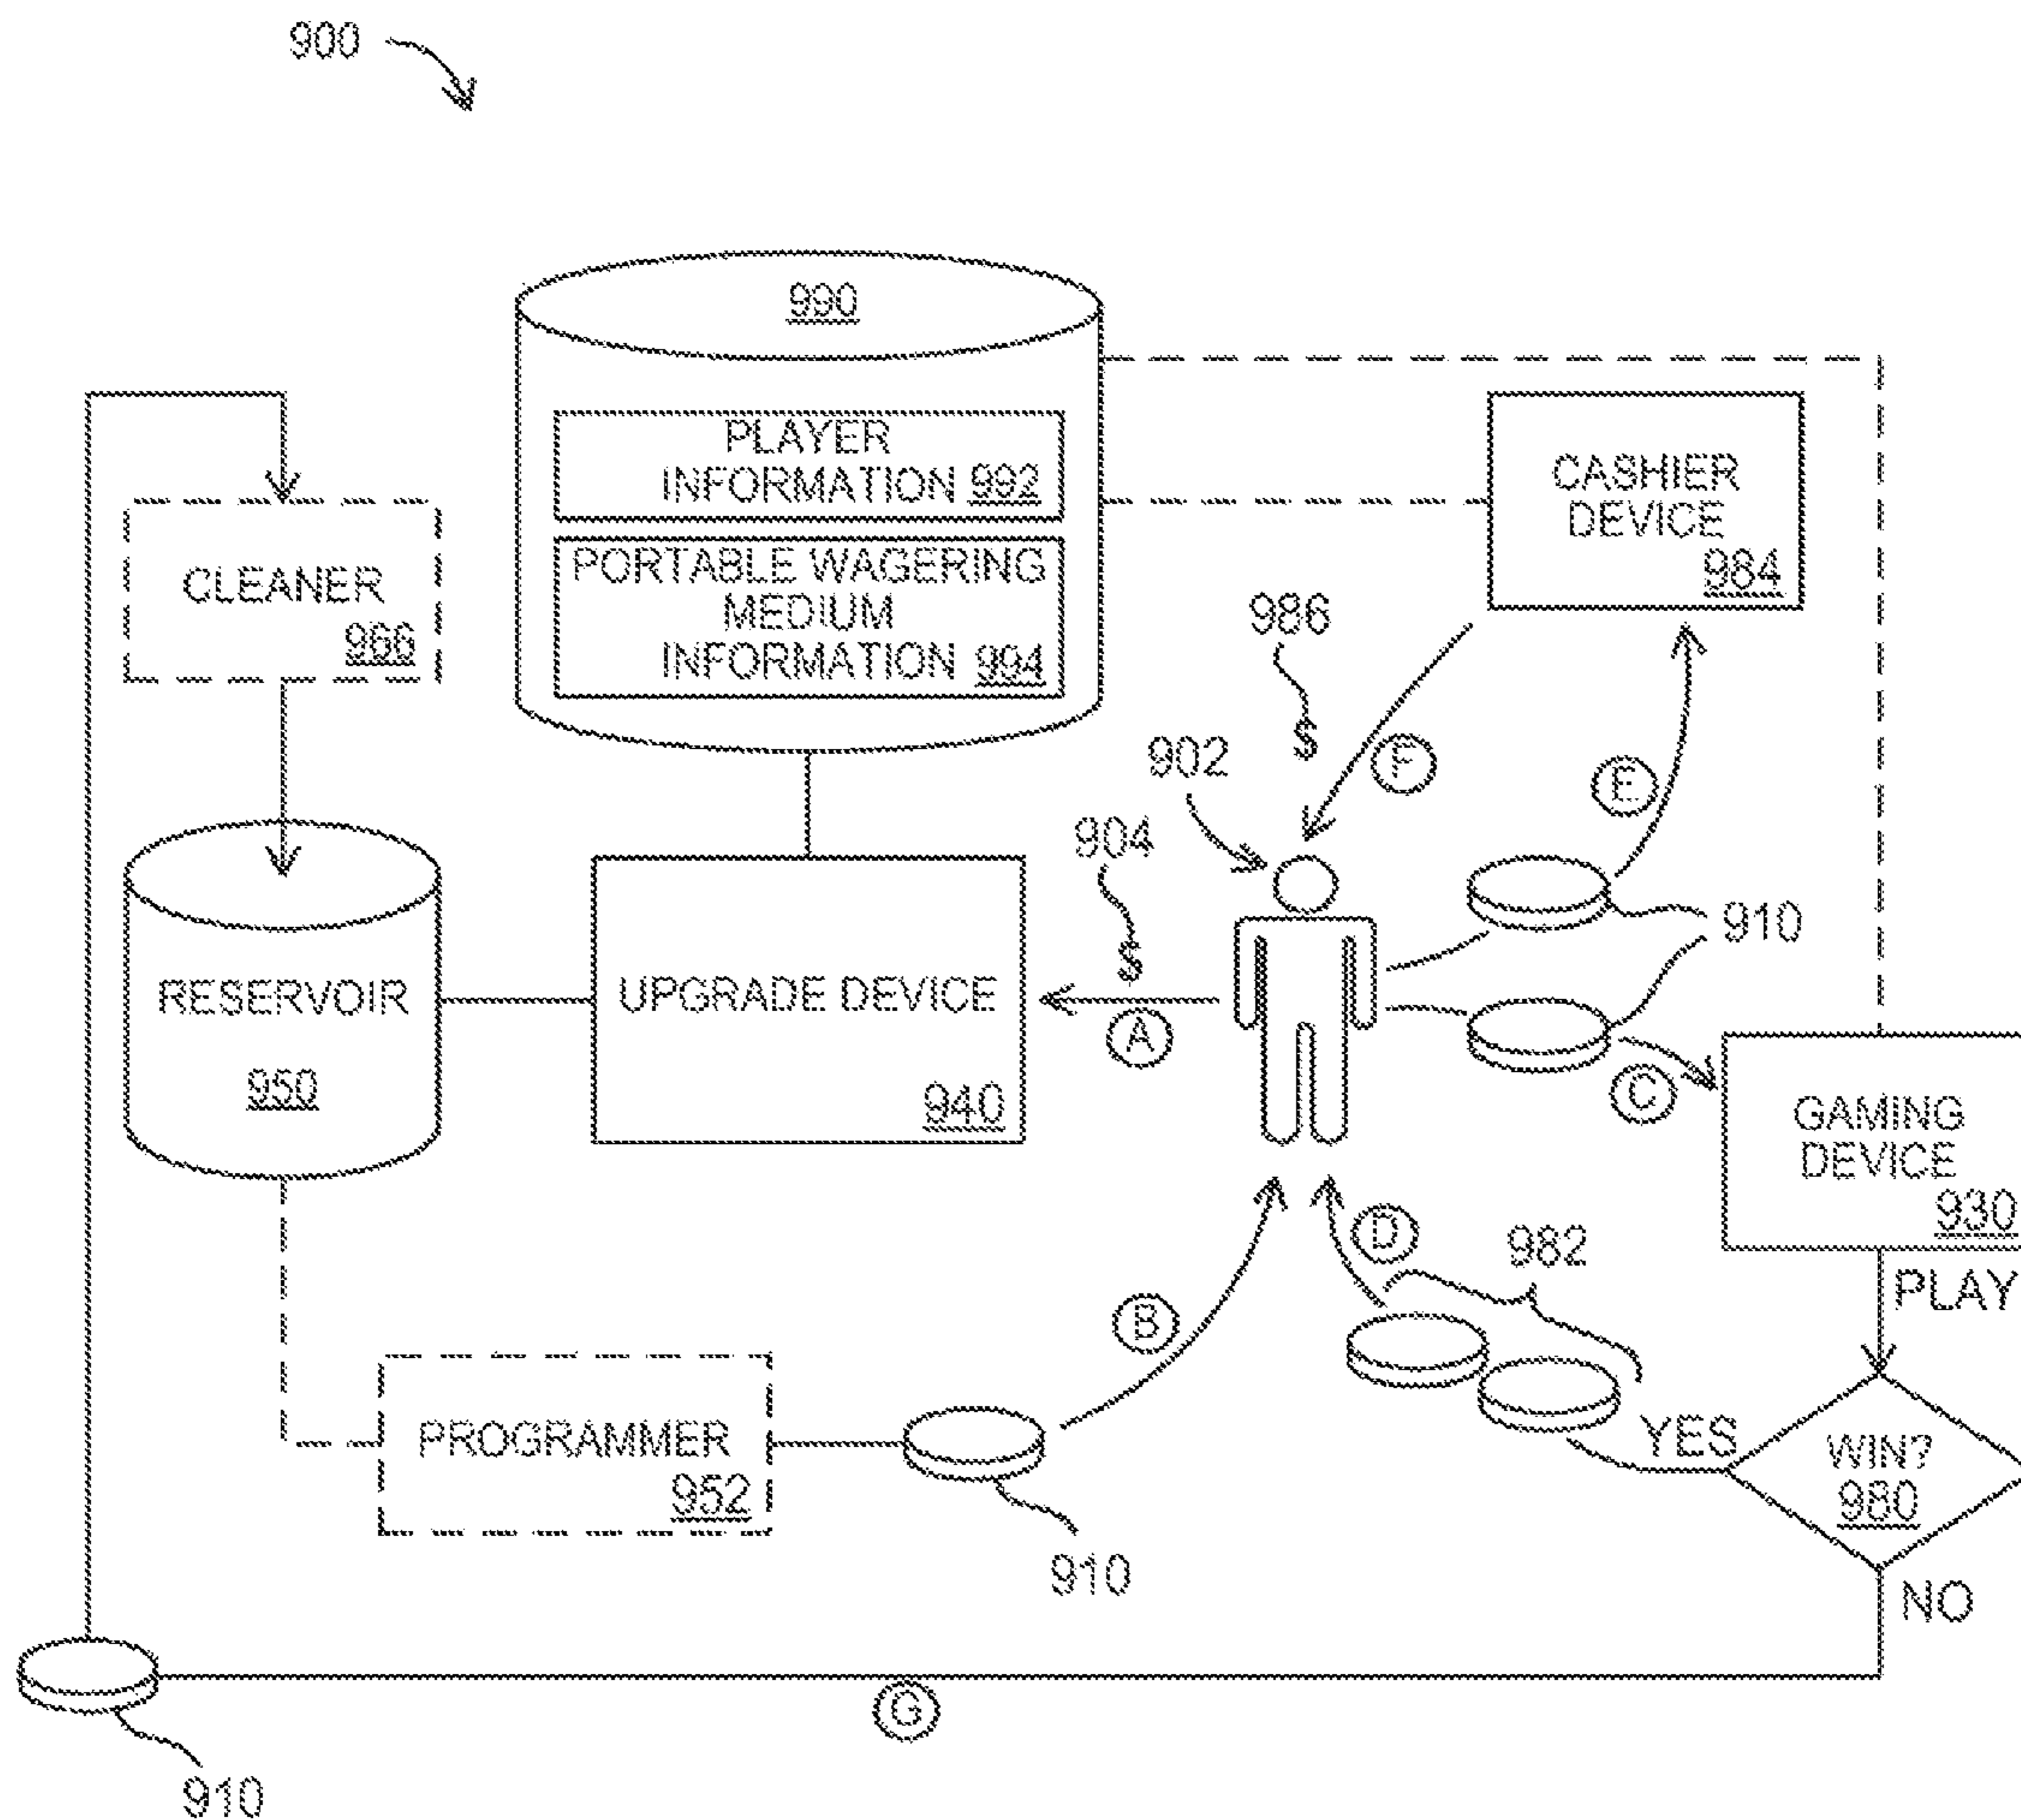 900
990
PLAYER
INFORMATION 992
PORTABLE WAGERING
MEDIUM
INFORMATION 994
CASHIER
DEVICE
984
CLEANER
966
986
$
F
E
902
904
$
A
910
RESERVOIR
950
UPGRADE DEVICE
940
C
GAMING
DEVICE
930
PLAY
D
982
B
PROGRAMMER
952
910
YES
WIN?
980
NO
G
910